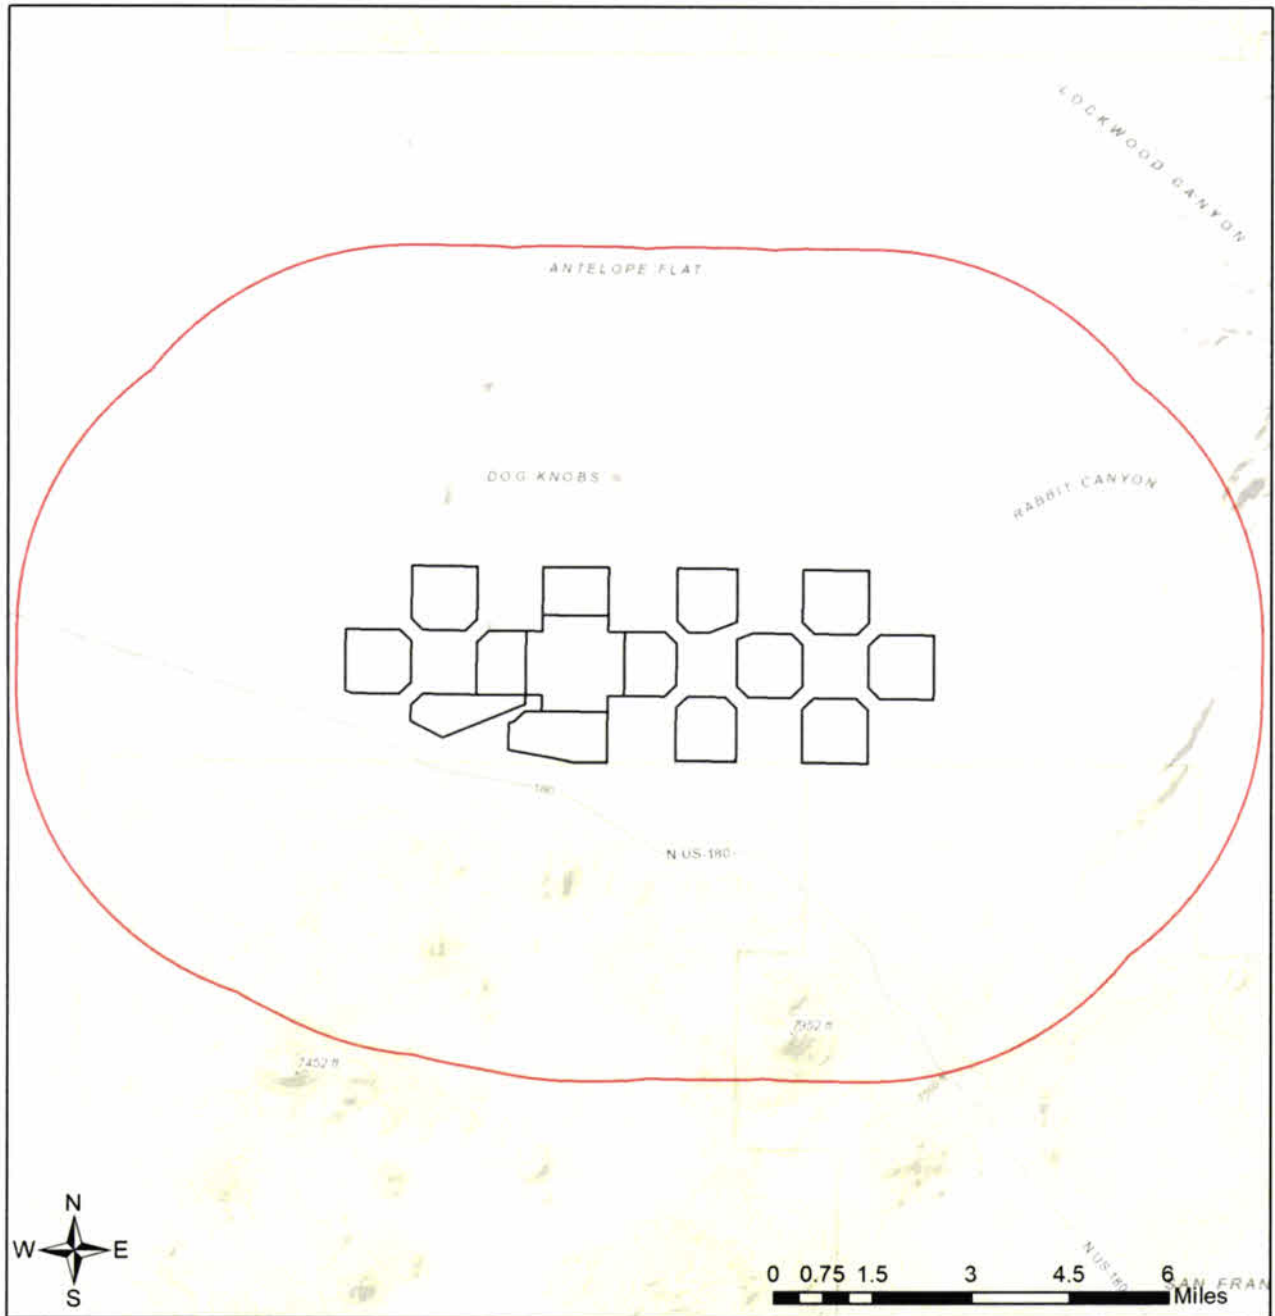 LOCKWOOD CANYON
ANTELOPE FLAT
DOG KNOBS
RABBIT CANYON
180
N US-180
7952 ft
7452 ft
N
W E
S
N US-180
0 0.75 1.5 3 4.5 6
SAN FRAN
Miles